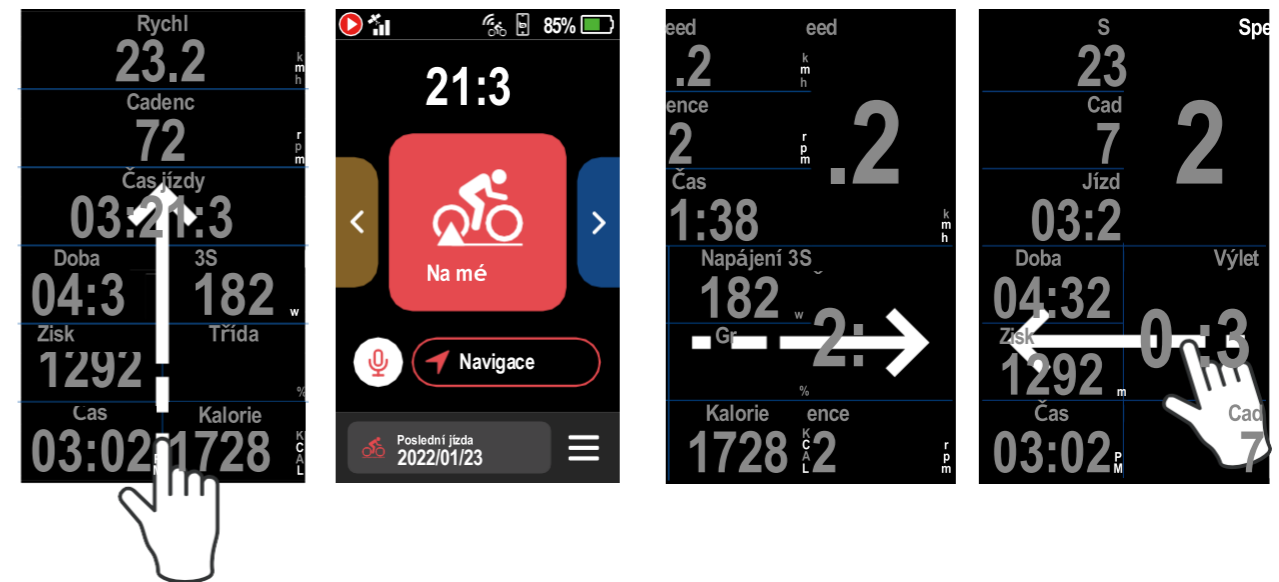 Rychl
23.2
k
m
h
Cadenc
72
r
p
m
Čas jízdy
03:21:3
Doba
3S
04:3
182
w
Zisk
Třída
1292
%
Čas
Kalorie
03:02
M
1728
K
C
A
L
85%
21:3
Na mé
Navigace
Poslední jízda
2022/01/23
eed
eed
.2
k
m
h
.2
ence
2
r
p
m
Čas
1:38
k
m
h
Napájení 3S
182
w
Gr
2:
%
Kalorie
ence
1728
K
C
A
L
2
r
p
m
S
Spe
23
2
Cad
7
Jízd
03:2
Doba
Výlet
04:32
Zisk
0
:3
1292
m
Čas
Cad
03:02
P
M
7